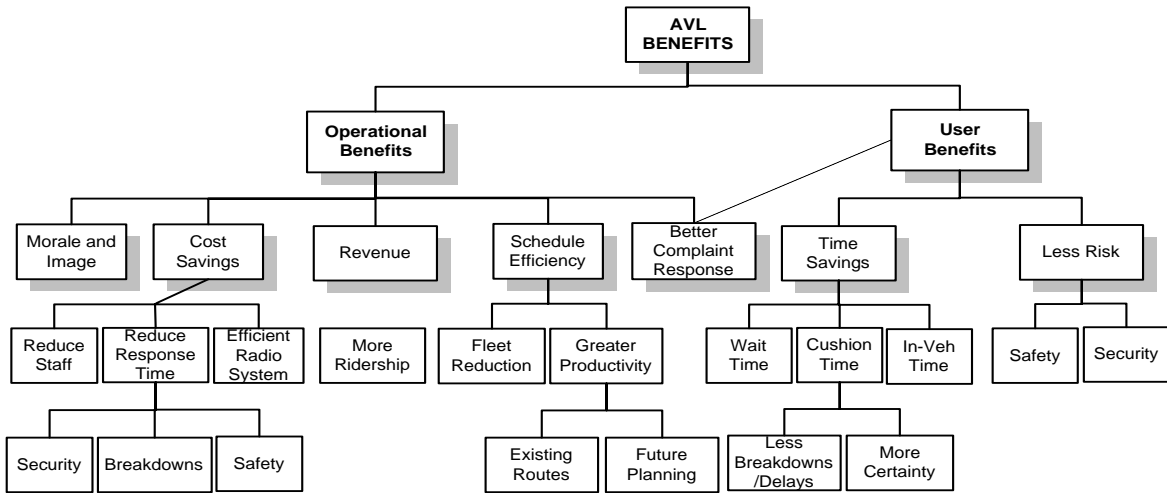 AVL
BENEFITS
Operational
Benefits
User
Benefits
Morale and
Image
Cost
Savings
Revenue
Schedule
Efficiency
Better
Complaint
Response
Time
Savings
Less Risk
Reduce
Staff
Reduce
Response
Time
Efficient
Radio
System
More
Ridership
Fleet
Reduction
Greater
Productivity
Wait
Time
Cushion
Time
In-Veh
Time
Safety
Security
Security
Breakdowns
Safety
Existing
Routes
Future
Planning
Less
Breakdowns
/Delays
More
Certainty